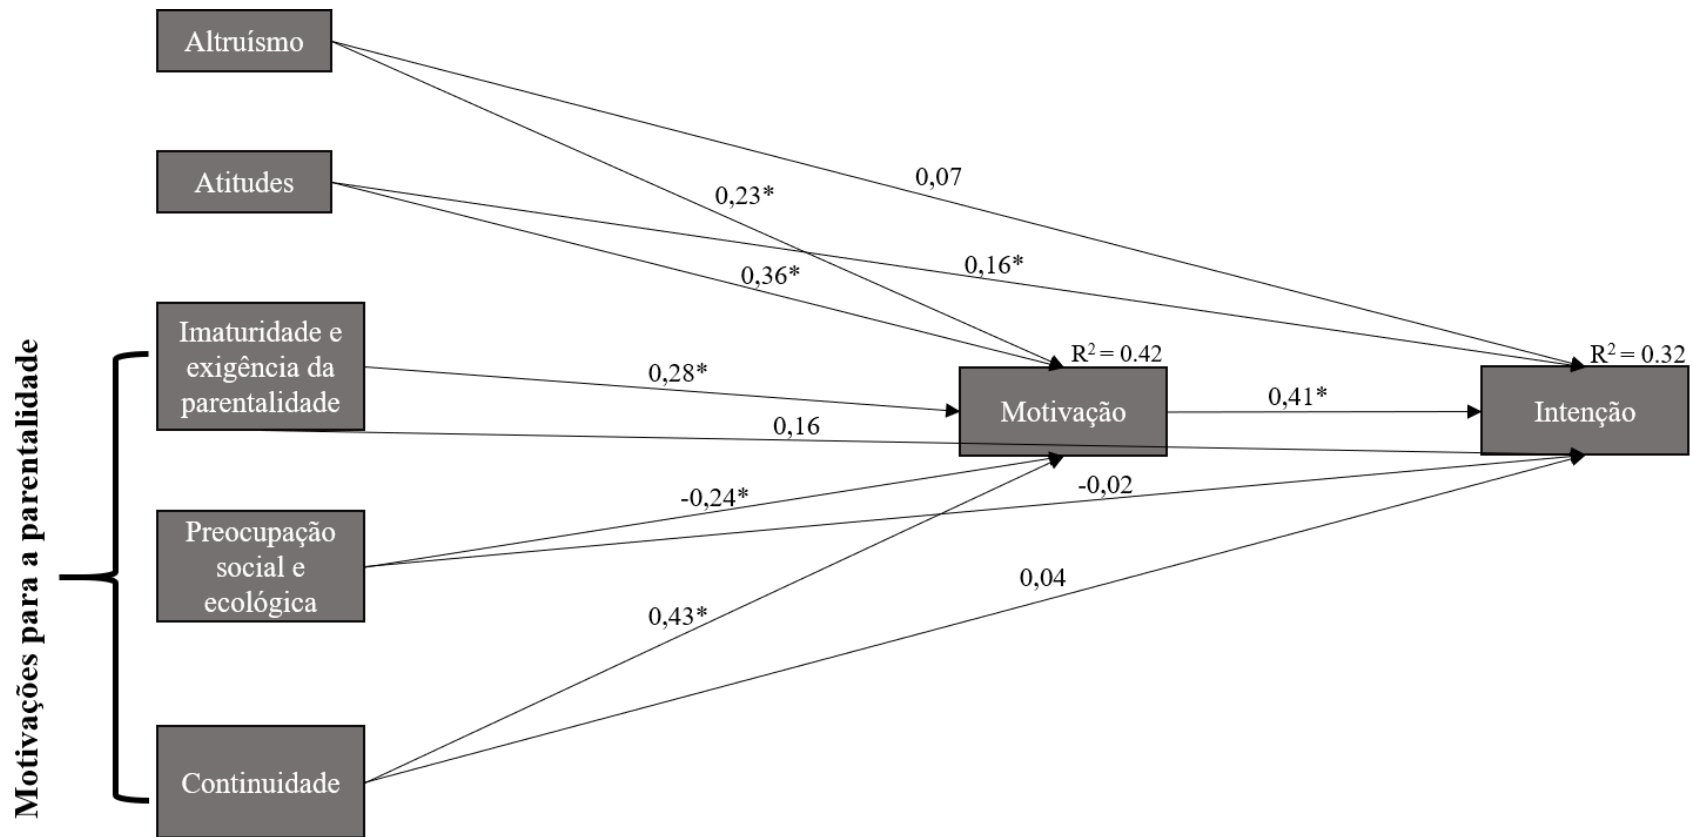 Altruísmo
Atitudes
Motivações para a parentalidade
Imaturidade e
exigência da
parentalidade
Preocupação
social e
ecológica
Continuidade
0,07
0,23*
0,16*
0,36*
R² = 0.42
R² = 0.32
0,28*
Motivação
0,41*
Intenção
0,16
-0,24*
-0,02
0,04
0,43*